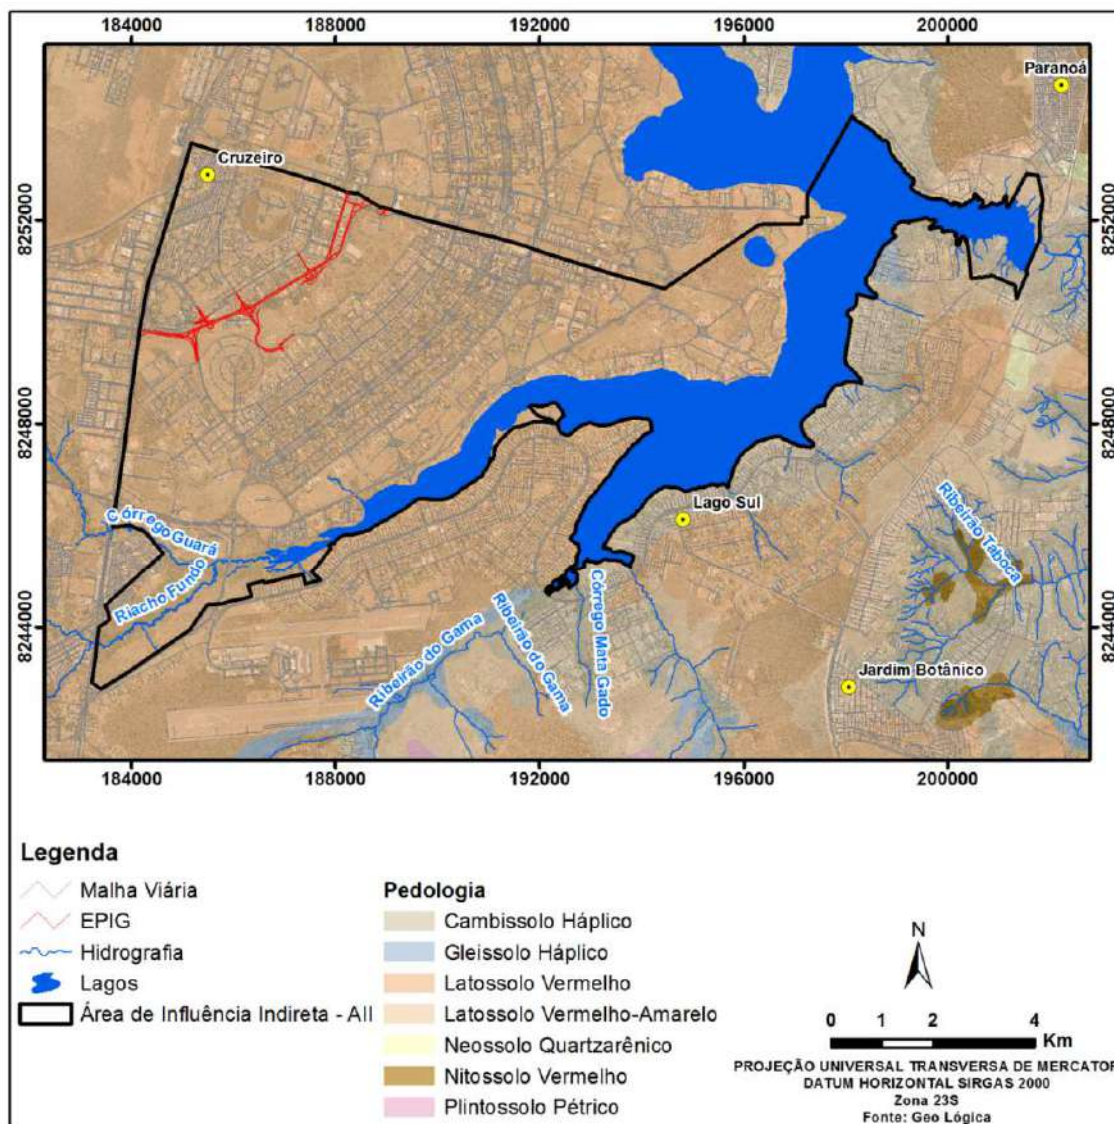 184000 188000 192000 196000 200000
Paranoá
Cruzeiro
8252000 8252000
8248000 8248000
Lago Sul
Ribeirão Taboca
Córrego Guará
Riacho Fundo
8244000 8244000
Ribeirão do Gama
Ribeirão do Gama
Córrego Mata Gado
Jardim Botânico
184000 188000 192000 196000 200000
Legenda
Malha Viária
EPIG
Hidrografia
Lagos
Área de Influência Indireta - AII
Pedologia
Cambissolo Háplico
Gleissolo Háplico
Latossolo Vermelho
Latossolo Vermelho-Amarelo
Neossolo Quartzarênico
Nitossolo Vermelho
Plintossolo Pétrico
N
0 1 2 4
Km
PROJEÇÃO UNIVERSAL TRANSVERSA DE MERCATOR
DATUM HORIZONTAL SIRGAS 2000
Zona 23S
Fonte: Geo Lógica